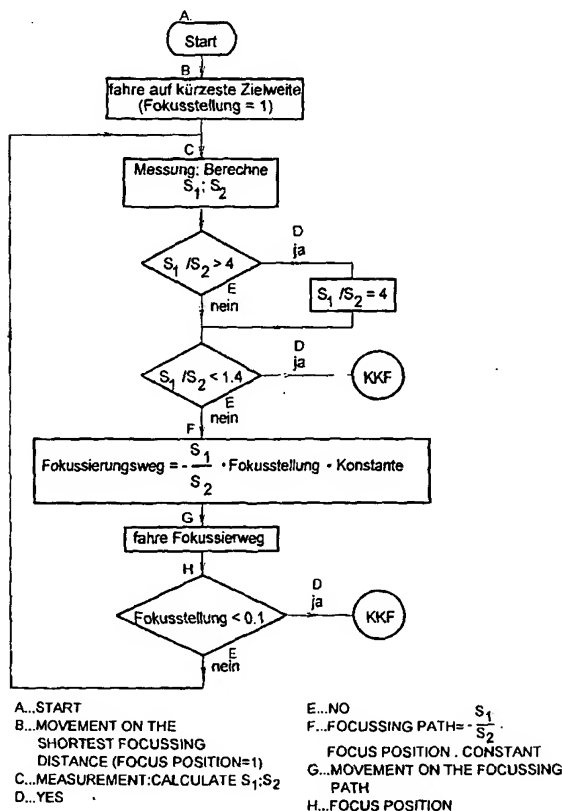 A.
Start
B
fahre auf kürzeste Zielweite
(Fokusstellung = 1)
C
Messung; Berechne
S1; S2
D
ja
S1 /S2 > 4
E
nein
S1 /S2 = 4
D
ja
S1 /S2 < 1.4
KKF
E
nein
F
Fokussierungsweg = - S1/S2 · Fokusstellung · Konstante
G
fahre Fokussierweg
H
D
ja
Fokusstellung < 0.1
KKF
E
nein
A...START
B...MOVEMENT ON THE
SHORTEST FOCUSSING
DISTANCE (FOCUS POSITION=1)
C...MEASUREMENT:CALCULATE S1;S2
D...YES
E...NO
F...FOCUSSING PATH= - S1/S2 ·
FOCUS POSITION . CONSTANT
G...MOVEMENT ON THE FOCUSSING
PATH
H...FOCUS POSITION